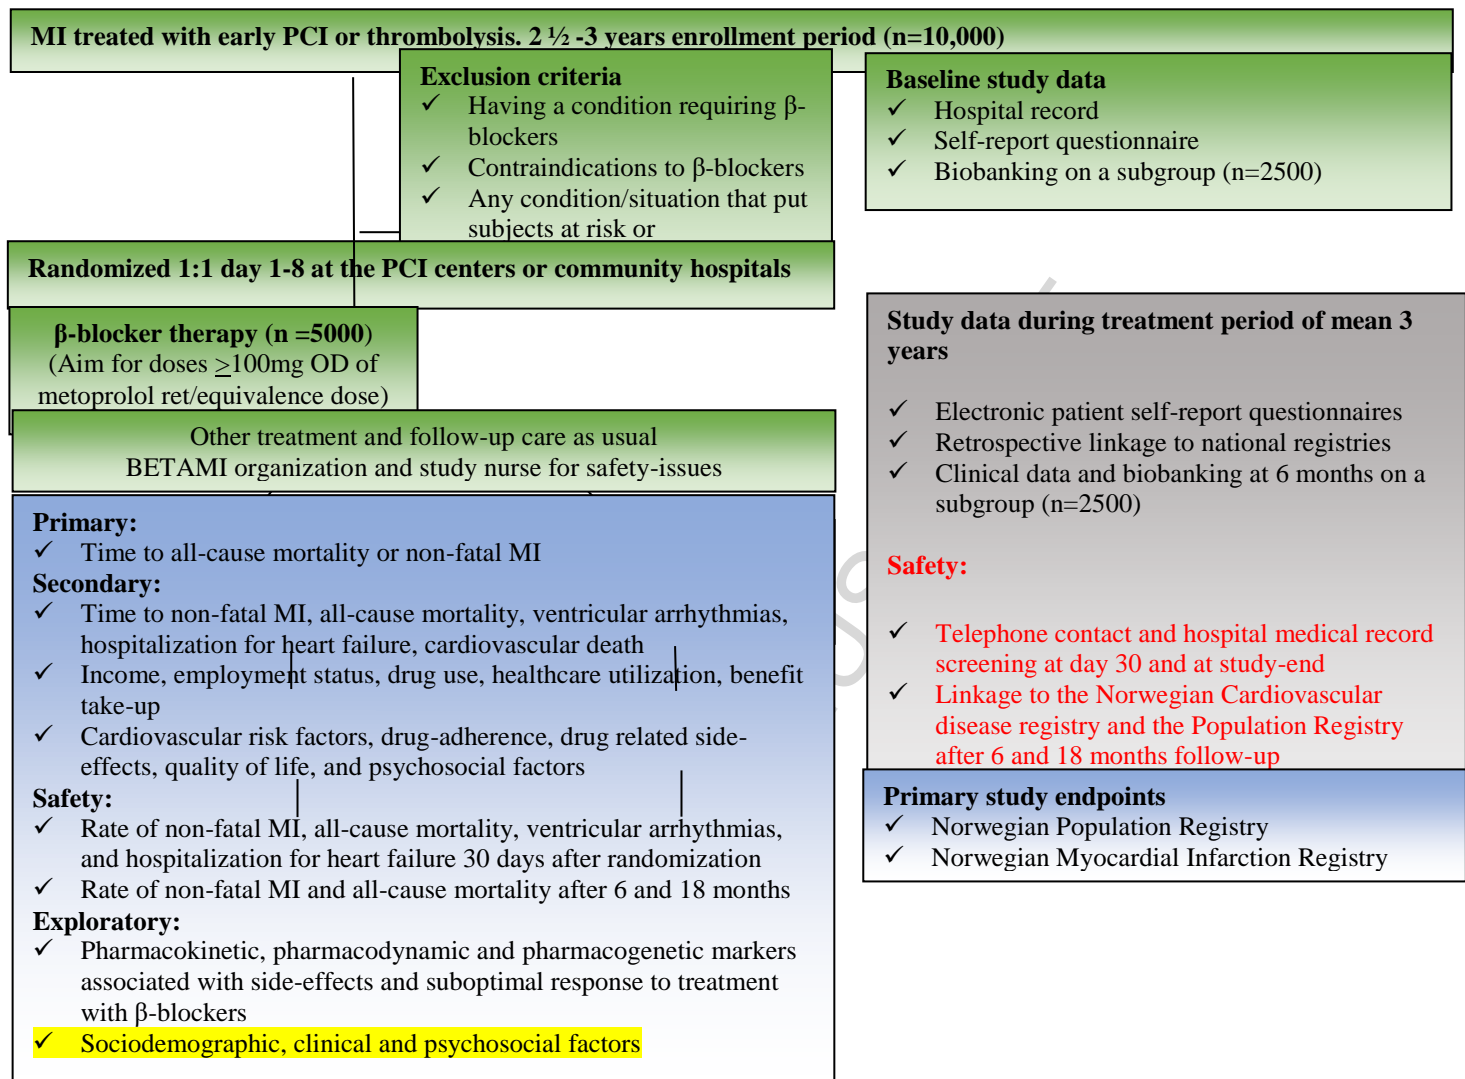 MI treated with early PCI or thrombolysis. 2 ½ -3 years enrollment period (n=10,000)
Exclusion criteria
✓ Having a condition requiring β-
blockers
✓ Contraindications to β-blockers
✓ Any condition/situation that put
subjects at risk or
Baseline study data
✓ Hospital record
✓ Self-report questionnaire
✓ Biobanking on a subgroup (n=2500)
Randomized 1:1 day 1-8 at the PCI centers or community hospitals
β-blocker therapy (n =5000)
(Aim for doses ≥100mg OD of
metoprolol ret/equivalence dose)
Other treatment and follow-up care as usual
BETAMI organization and study nurse for safety-issues
Primary:
✓ Time to all-cause mortality or non-fatal MI
Secondary:
✓ Time to non-fatal MI, all-cause mortality, ventricular arrhythmias,
hospitalization for heart failure, cardiovascular death
✓ Income, employment status, drug use, healthcare utilization, benefit
take-up
✓ Cardiovascular risk factors, drug-adherence, drug related side-
effects, quality of life, and psychosocial factors
Safety:
✓ Rate of non-fatal MI, all-cause mortality, ventricular arrhythmias,
and hospitalization for heart failure 30 days after randomization
✓ Rate of non-fatal MI and all-cause mortality after 6 and 18 months
Exploratory:
✓ Pharmacokinetic, pharmacodynamic and pharmacogenetic markers
associated with side-effects and suboptimal response to treatment
with β-blockers
✓ Sociodemographic, clinical and psychosocial factors
Study data during treatment period of mean 3
years
✓ Electronic patient self-report questionnaires
✓ Retrospective linkage to national registries
✓ Clinical data and biobanking at 6 months on a
subgroup (n=2500)
Safety:
✓ Telephone contact and hospital medical record
screening at day 30 and at study-end
✓ Linkage to the Norwegian Cardiovascular
disease registry and the Population Registry
after 6 and 18 months follow-up
Primary study endpoints
✓ Norwegian Population Registry
✓ Norwegian Myocardial Infarction Registry